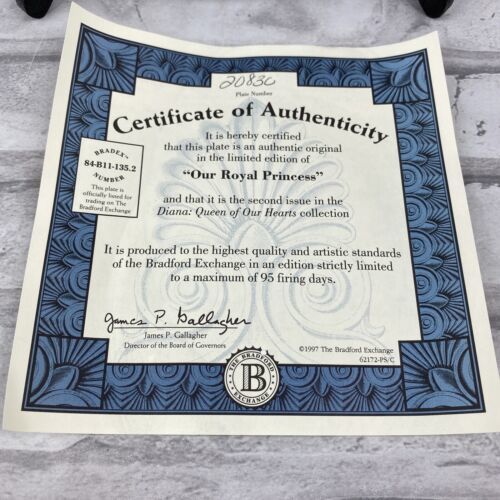 20830
Plate Number
Certificate of Authenticity
It is hereby certified
that this plate is an authentic original
in the limited edition of
"Our Royal Princess"
and that it is the second issue in the
Diana: Queen of Our Hearts collection
BRADEX
84-B11-135.2
NUMBER
This plate is
officially listed for
trading on The
Bradford Exchange
It is produced to the highest quality and artistic standards
of the Bradford Exchange in an edition strictly limited
to a maximum of 95 firing days.
James P. Gallagher
James P. Gallagher
Director of the Board of Governors
THE BRADFORD
B
EXCHANGE
©1997 The Bradford Exchange
62172-PS/C